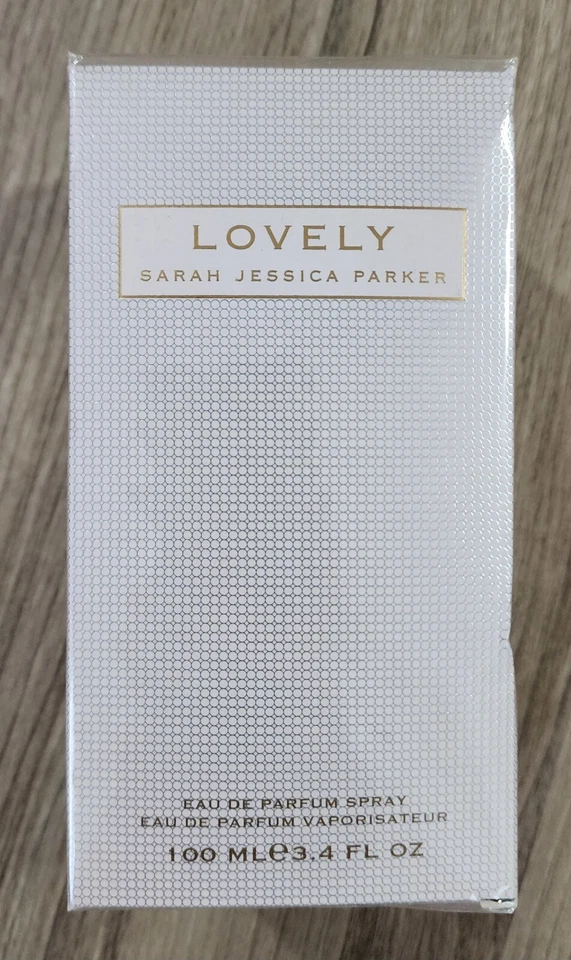 LOVELY
SARAH JESSICA PARKER
EAU DE PARFUM SPRAY
EAU DE PARFUM VAPORISATEUR
100 ML℮3.4 FL OZ